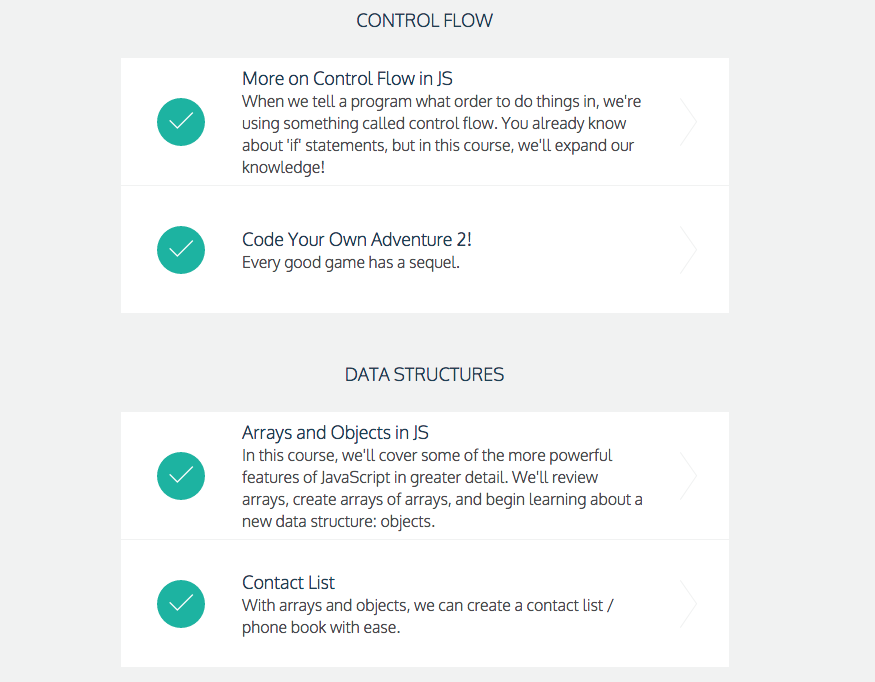 CONTROL FLOW
More on Control Flow in JS
When we tell a program what order to do things in, we're
using something called control flow. You already know
about 'if' statements, but in this course, we'll expand our
knowledge!
Code Your Own Adventure 2!
Every good game has a sequel.
DATA STRUCTURES
Arrays and Objects in JS
In this course, we'll cover some of the more powerful
features of JavaScript in greater detail. We'll review
arrays, create arrays of arrays, and begin learning about a
new data structure: objects.
Contact List
With arrays and objects, we can create a contact list /
phone book with ease.